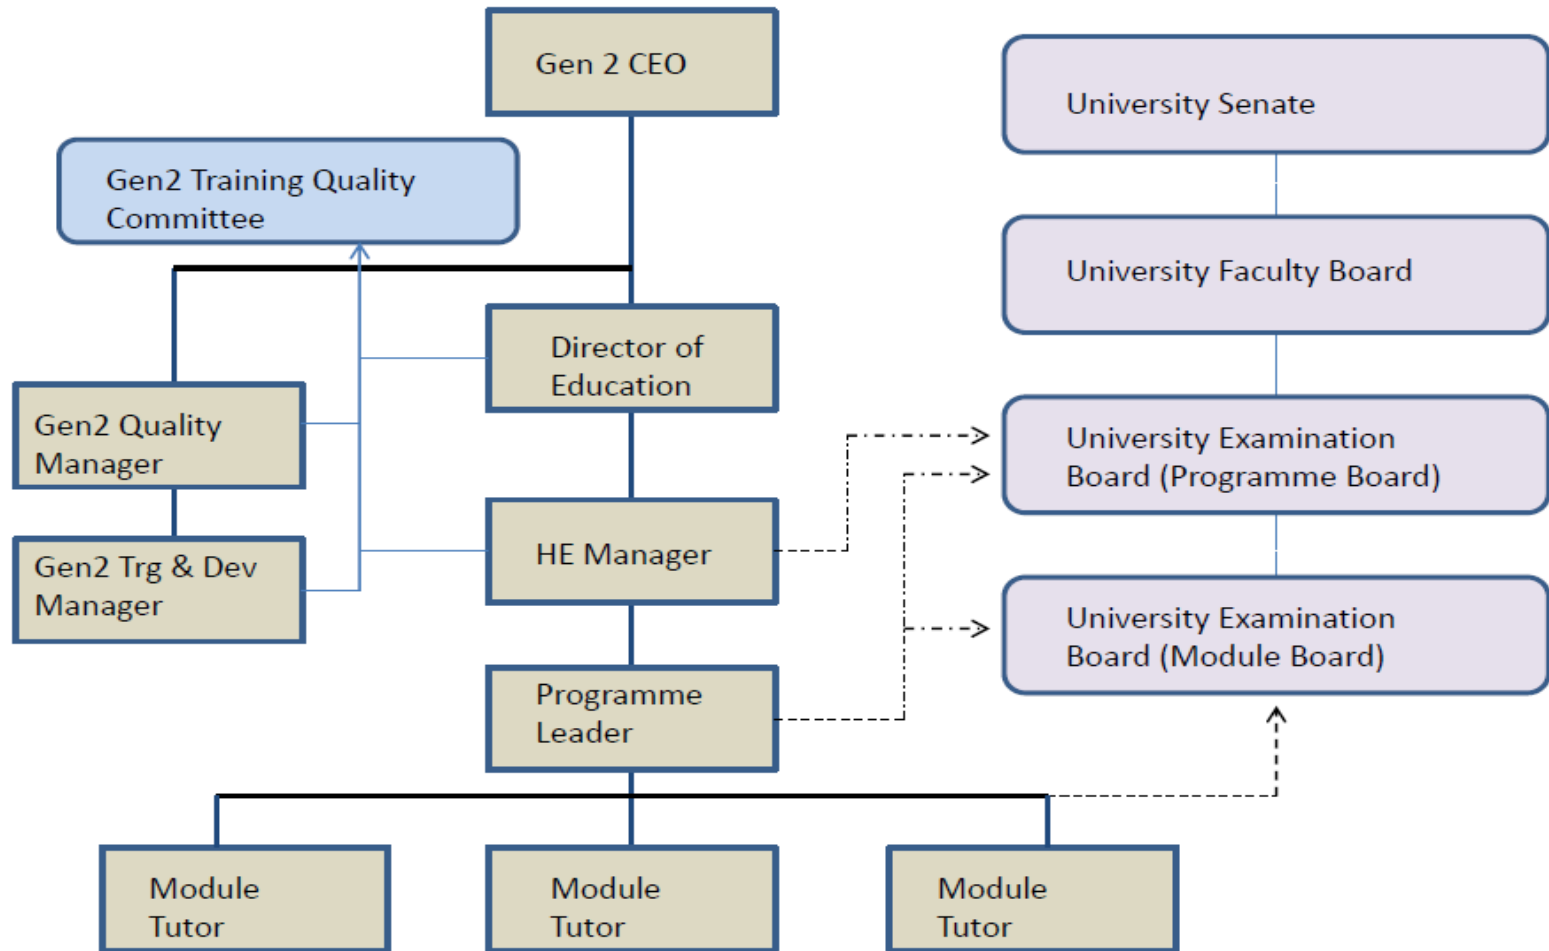 Gen 2 CEO
University Senate
Gen2 Training Quality
Committee
University Faculty Board
Director of
Education
Gen2 Quality
Manager
University Examination
Board (Programme Board)
HE Manager
Gen2 Trg & Dev
Manager
University Examination
Board (Module Board)
Programme
Leader
Module
Tutor
Module
Tutor
Module
Tutor